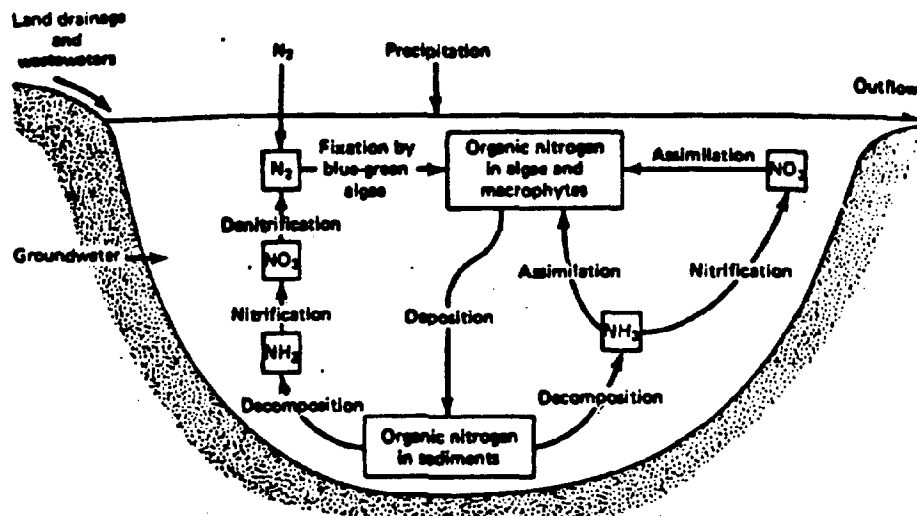 Land drainage
and
wastewaters
N₂
Precipitation
Outflow
N₂
Fixation by
blue-green
algae
Organic nitrogen
in algae and
macrophytes
Assimilation
NO₃
Denitrification
Groundwater
NO₃
Assimilation
Nitrification
Nitrification
Deposition
NH₃
NH₃
Decomposition
Decomposition
Organic nitrogen
in sediments